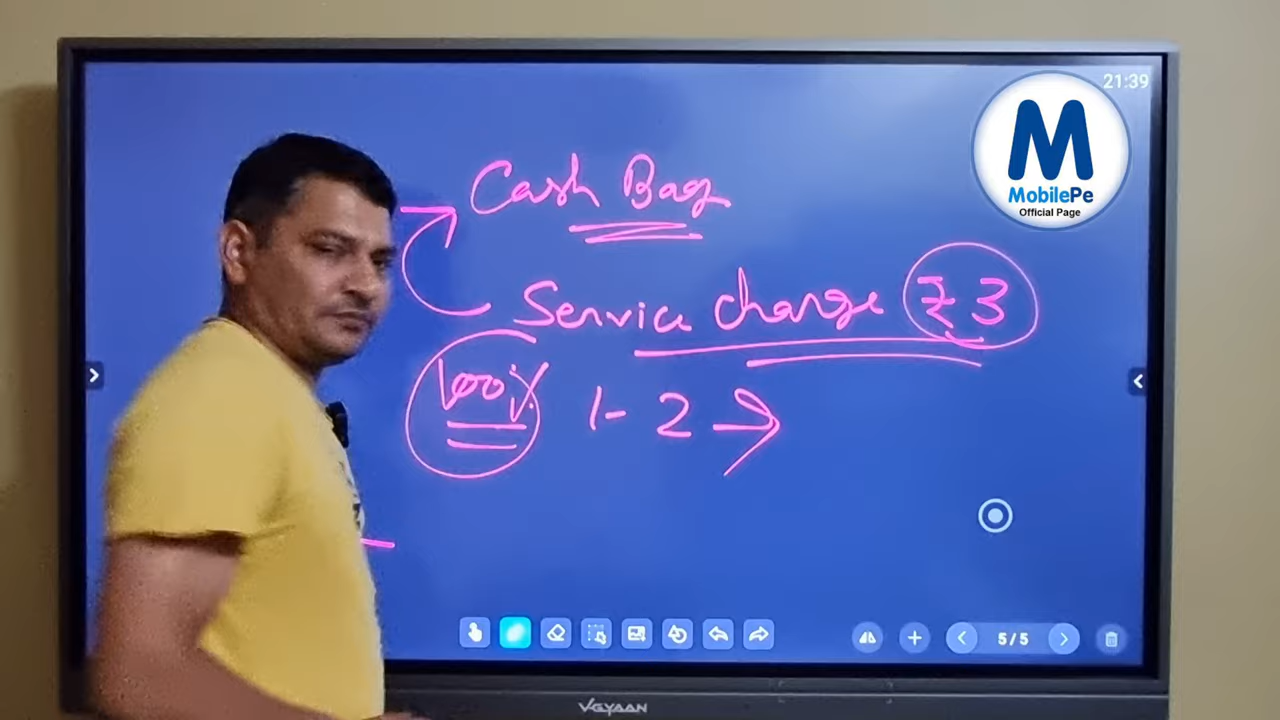 21:39
M
MobilePe
Official Page
Cash Bag
Service charge ₹3
100% 1-2 →
5/5
VGYAAN